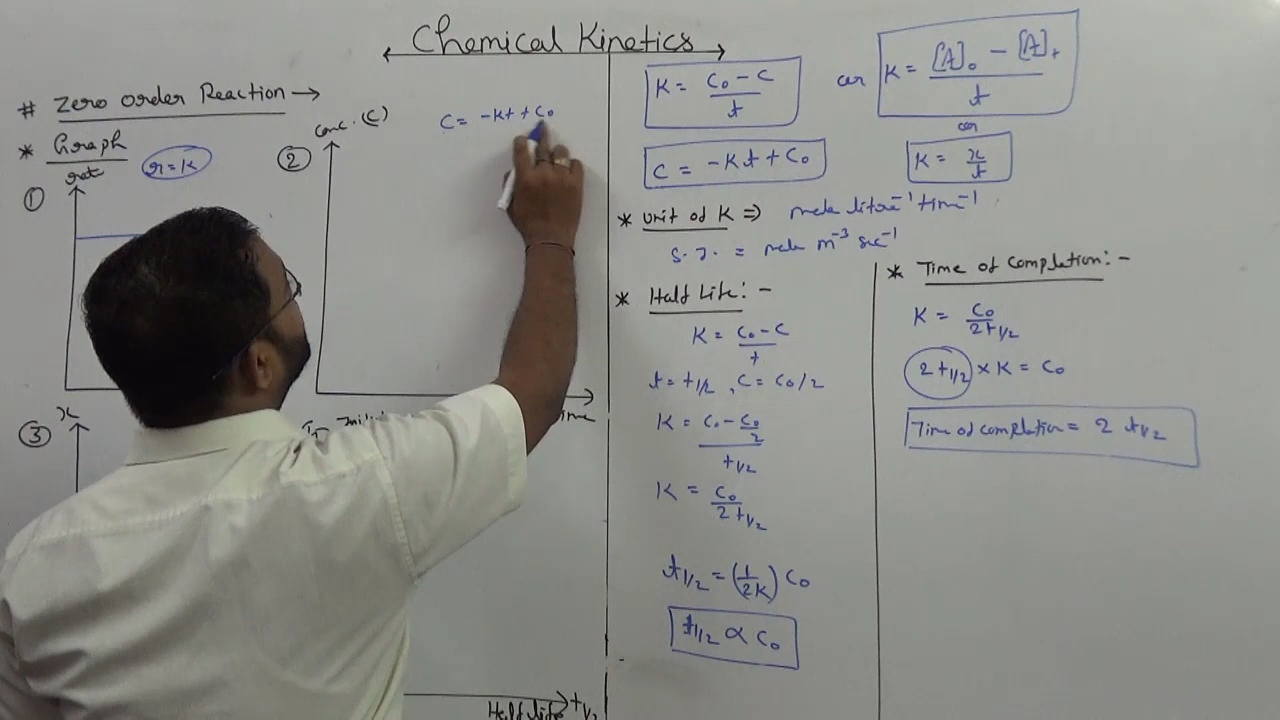 Chemical Kinetics
# Zero order Reaction →
* Graph
r=K
① rate
② Conc. (C)
C = -Kt + C₀
time
③ x
Half life t₁/₂
K = (C₀ - C)/t or K = ([A]₀ - [A]t)/t
or
C = -Kt + C₀
K = x/t
* Unit of K ⇒ mole litre⁻¹ time⁻¹
S.I. = mole m⁻³ sec⁻¹
* Half Life:-
K = (C₀ - C)/t
t = t₁/₂, C = C₀/2
K = (C₀ - C₀/2)/t₁/₂
K = C₀/2t₁/₂
t₁/₂ = (1/2K) C₀
t₁/₂ ∝ C₀
* Time of completion:-
K = C₀/2t₁/₂
2t₁/₂ × K = C₀
Time of completion = 2 t₁/₂